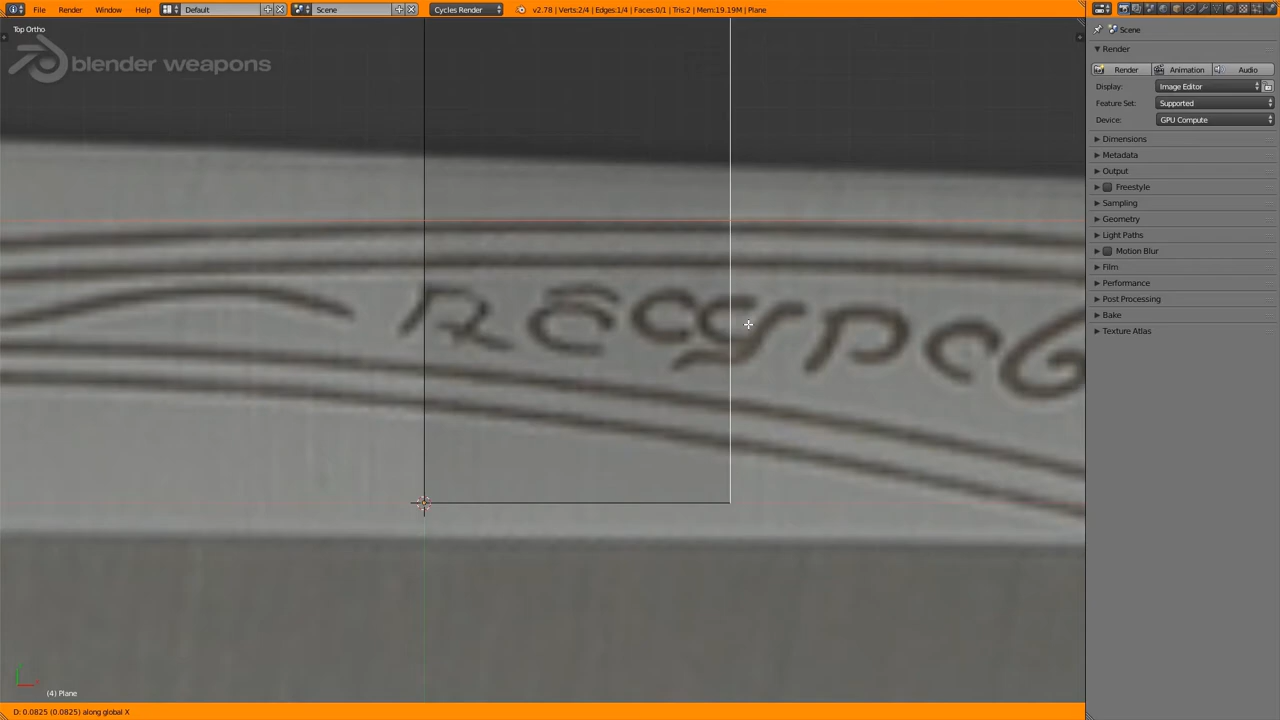 File Render Window Help Default Scene Cycles Render v2.78 | Verts:2/4 | Edges:1/4 | Faces:0/1 | Tris:2 | Mem:19.19M | Plane
Top Ortho
blender weapons
Scene
Render
Render Animation Audio
Display: Image Editor
Feature Set: Supported
Device: GPU Compute
Dimensions
Metadata
Output
Freestyle
Sampling
Geometry
Light Paths
Motion Blur
Film
Performance
Post Processing
Bake
Texture Atlas
(4) Plane
D: 0.0825 (0.0825) along global X